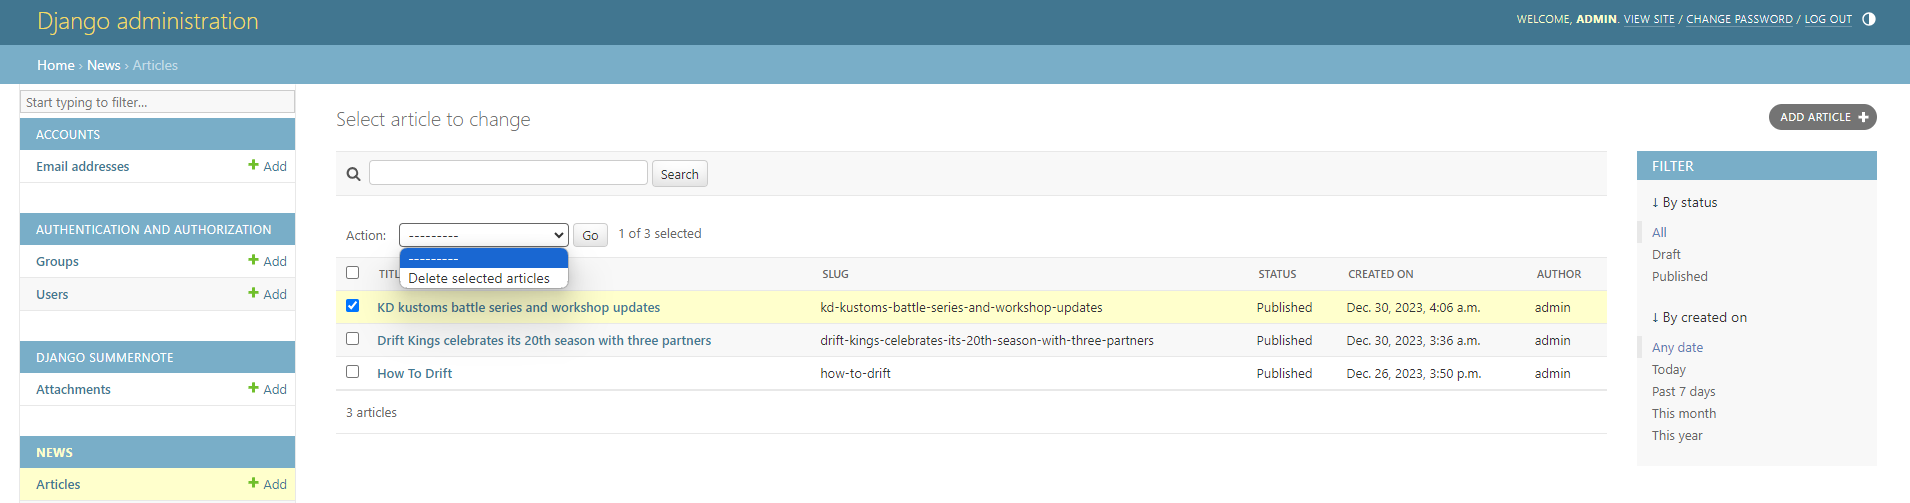 Django administration
WELCOME, ADMIN. VIEW SITE / CHANGE PASSWORD / LOG OUT
Home › News › Articles
Start typing to filter...
ACCOUNTS
Email addresses + Add
AUTHENTICATION AND AUTHORIZATION
Groups + Add
Users + Add
DJANGO SUMMERNOTE
Attachments + Add
NEWS
Articles + Add
Select article to change
ADD ARTICLE +
Search
Action: --------- Go 1 of 3 selected
---------
Delete selected articles
TITL SLUG STATUS CREATED ON AUTHOR
KD kustoms battle series and workshop updates kd-kustoms-battle-series-and-workshop-updates Published Dec. 30, 2023, 4:06 a.m. admin
Drift Kings celebrates its 20th season with three partners drift-kings-celebrates-its-20th-season-with-three-partners Published Dec. 30, 2023, 3:36 a.m. admin
How To Drift how-to-drift Published Dec. 26, 2023, 3:50 p.m. admin
3 articles
FILTER
↓ By status
All
Draft
Published
↓ By created on
Any date
Today
Past 7 days
This month
This year